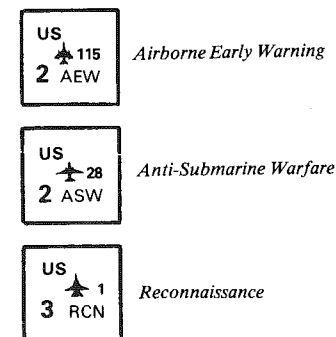 US
115
2 AEW
Airborne Early Warning
US
28
2 ASW
Anti-Submarine Warfare
US
1
3 RCN
Reconnaissance